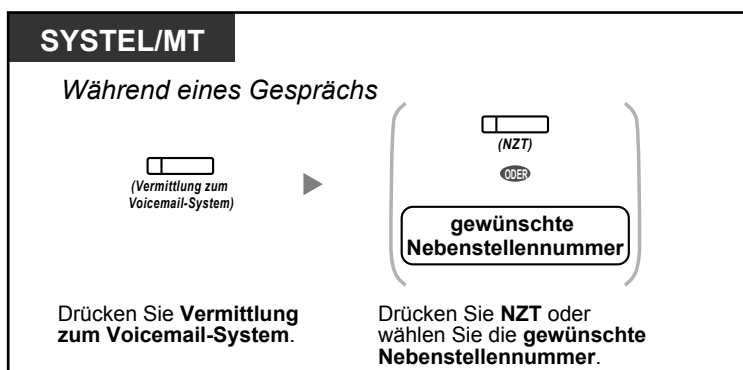 SYSTEL/MT
Während eines Gesprächs
(Vermittlung zum
Voicemail-System)
(NZT)
ODER
gewünschte
Nebenstellennummer
Drücken Sie Vermittlung
zum Voicemail-System.
Drücken Sie NZT oder
wählen Sie die gewünschte
Nebenstellennummer.